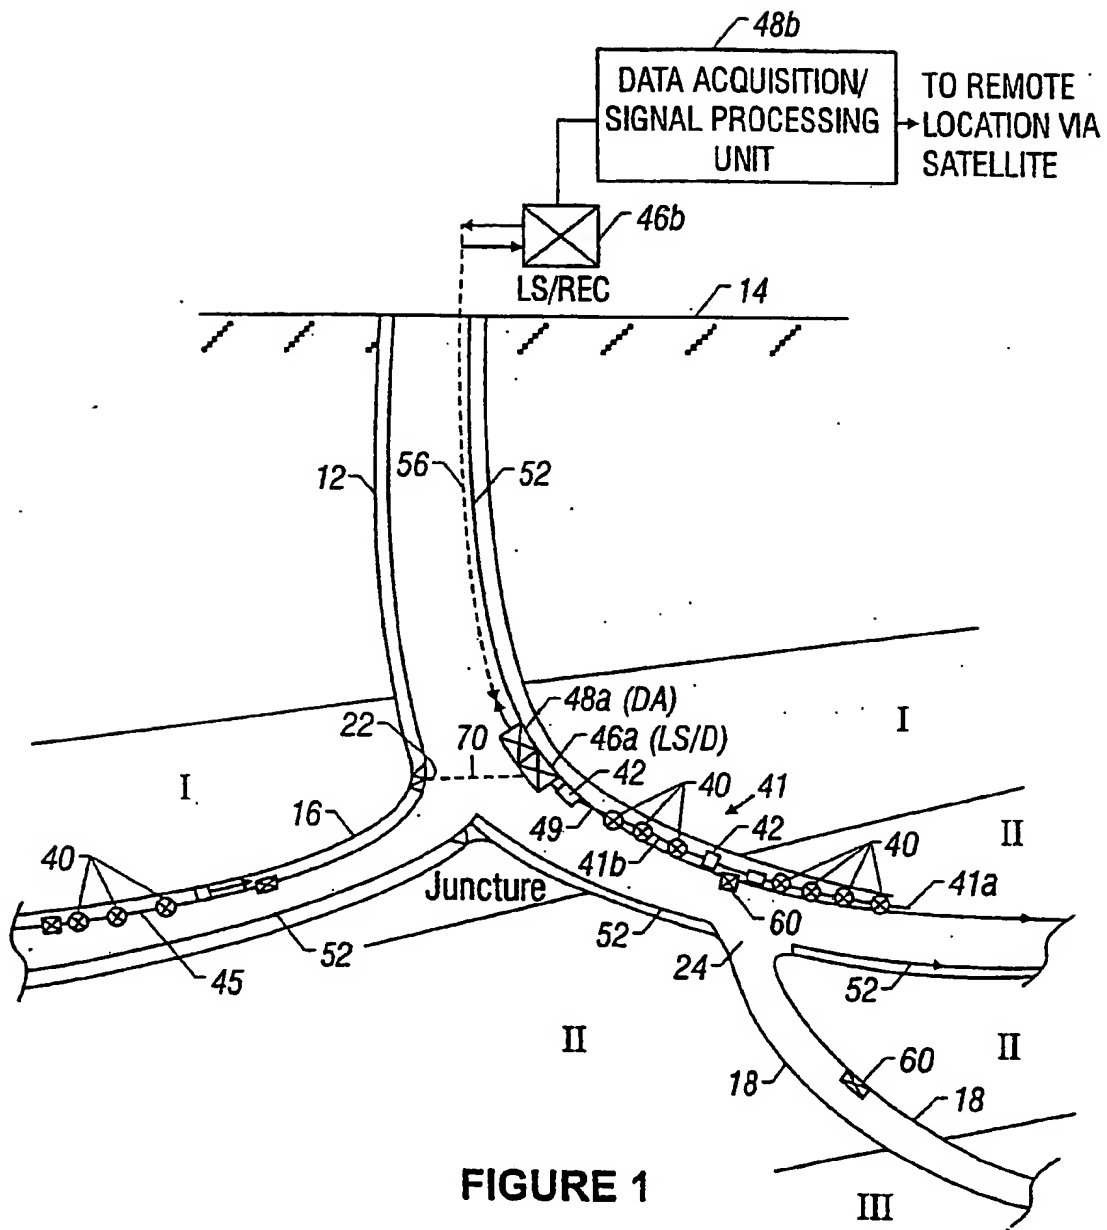 48b
DATA ACQUISITION/
SIGNAL PROCESSING
UNIT
TO REMOTE
LOCATION VIA
SATELLITE
46b
LS/REC
14
12
56
52
48a (DA)
I
22
70
46a (LS/D)
I
42
40
41
16
49
42
II
40
41b
40
41a
Juncture
60
52
52
45
24
52
II
II
60
18
18
FIGURE 1
III